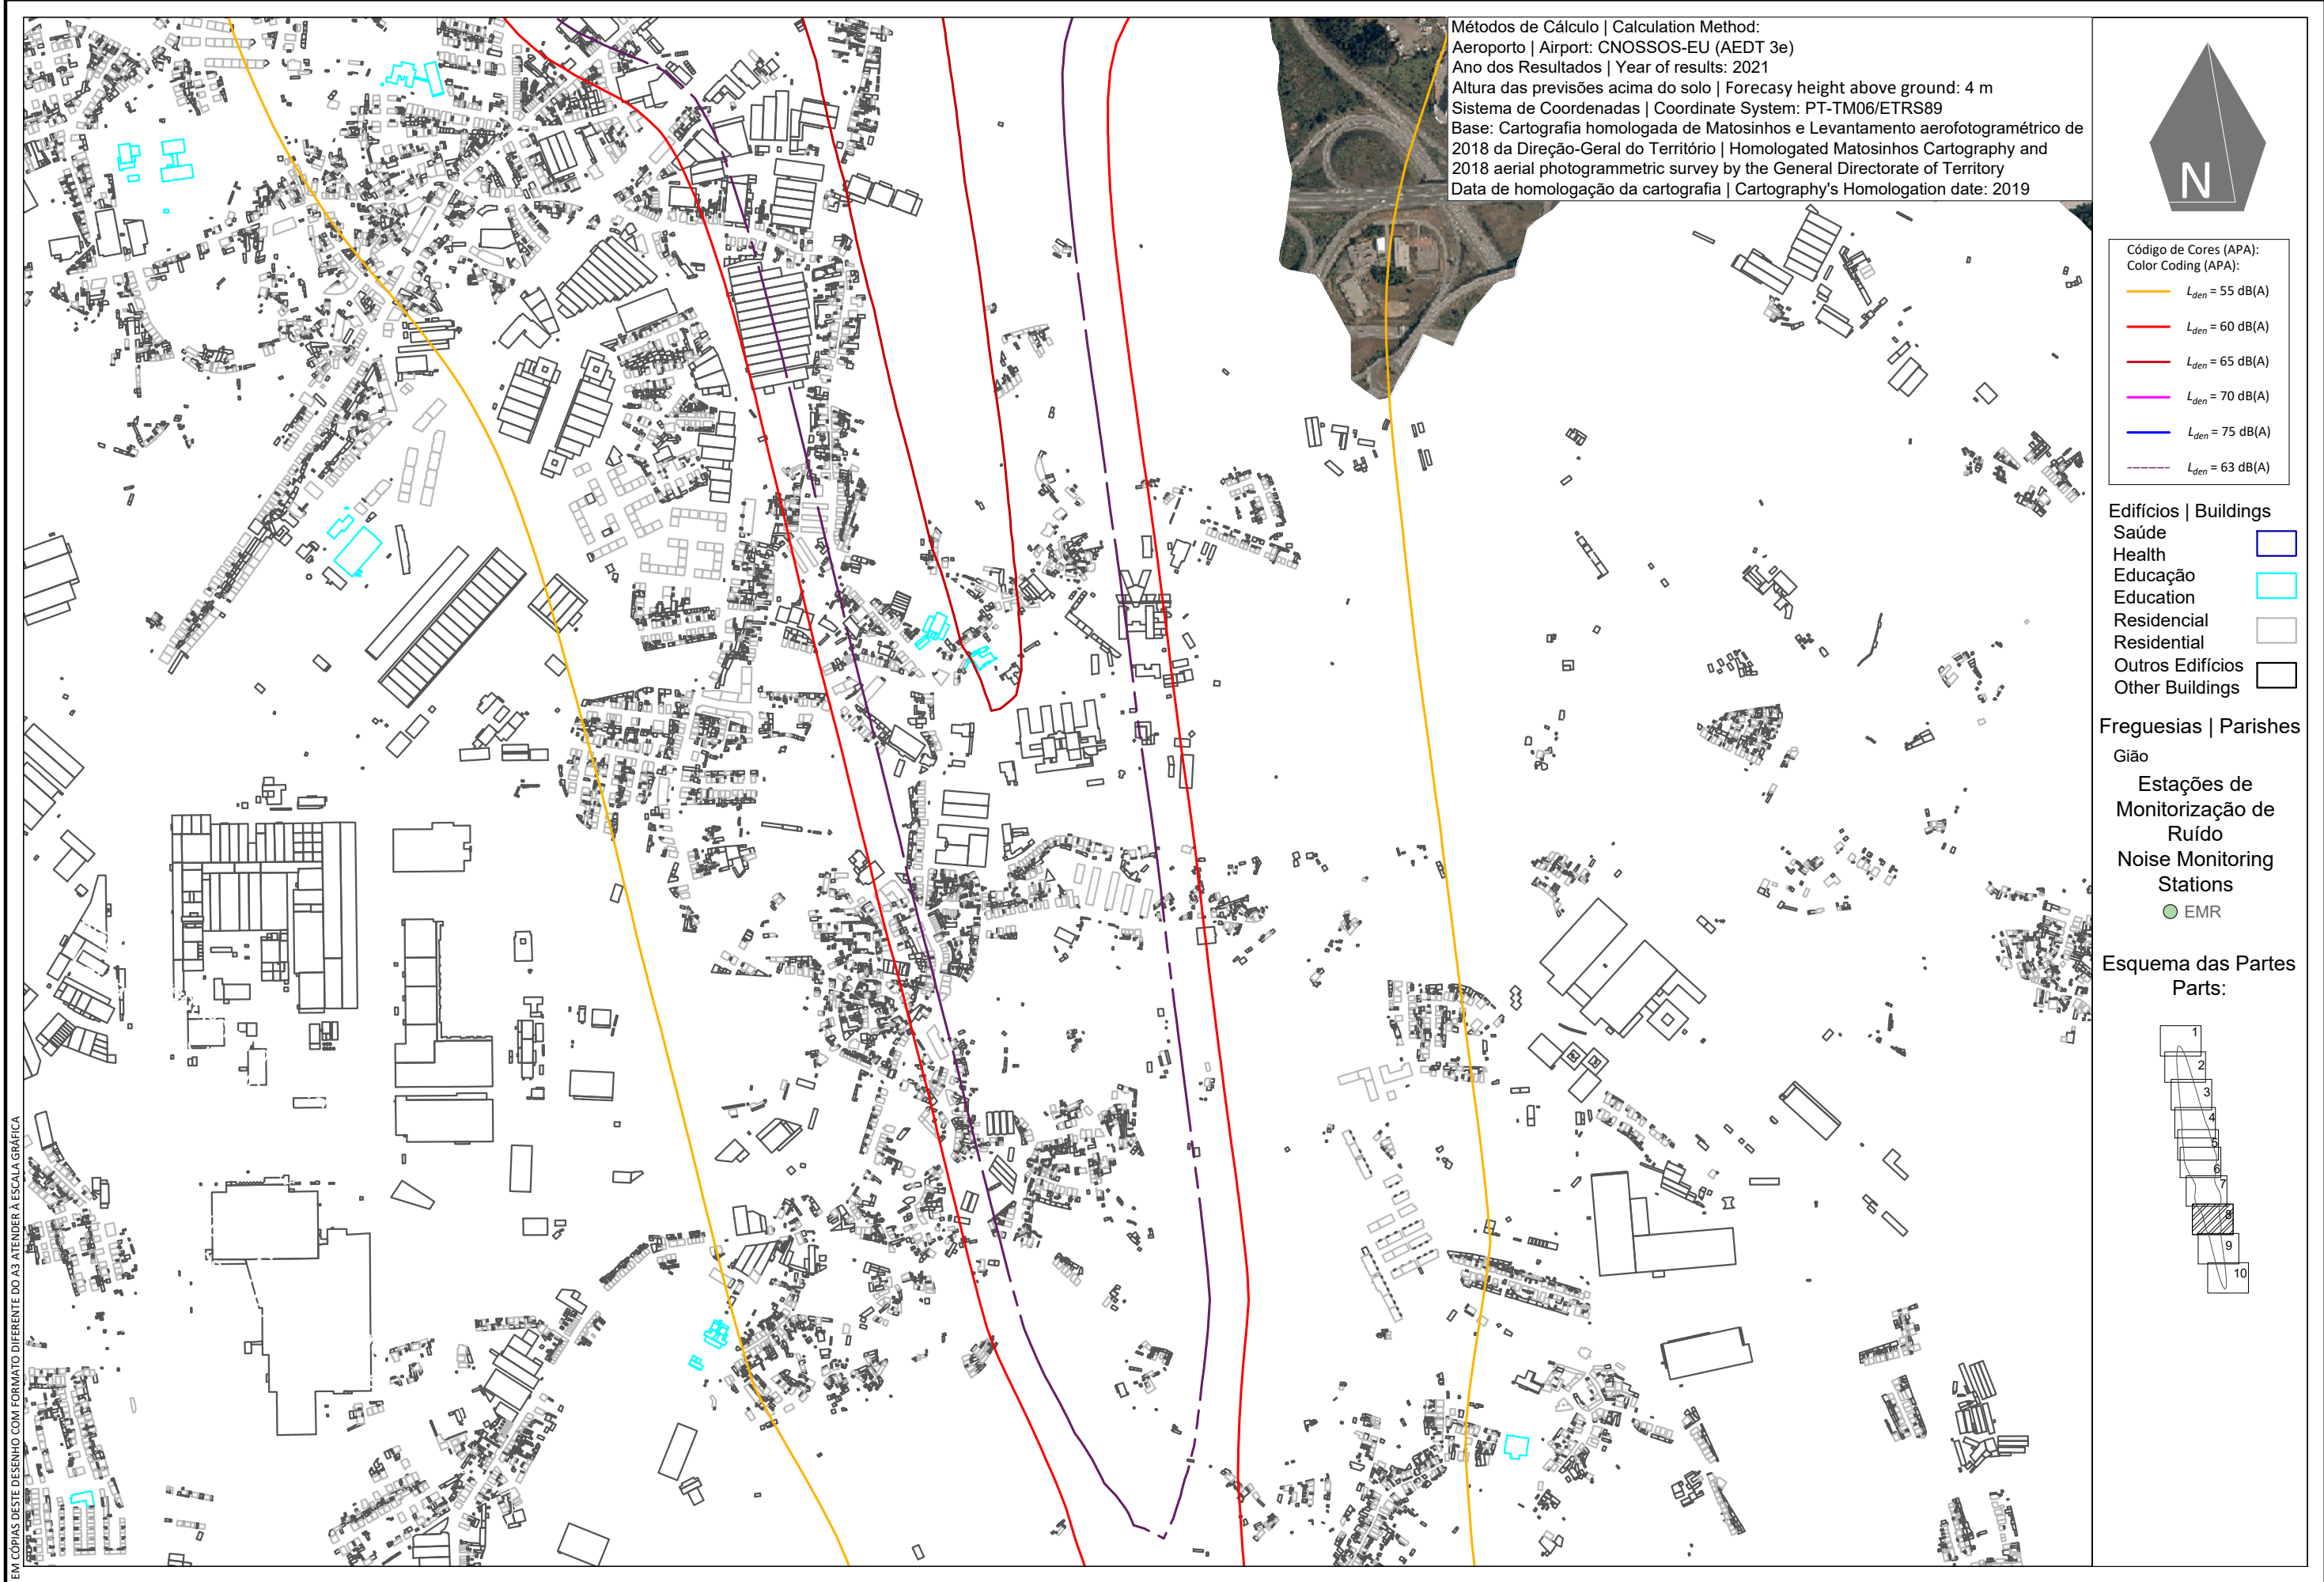 Métodos de Cálculo | Calculation Method:
Aeroporto | Airport: CNOSSOS-EU (AEDT 3e)
Ano dos Resultados | Year of results: 2021
Altura das previsões acima do solo | Forecasy height above ground: 4 m
Sistema de Coordenadas | Coordinate System: PT-TM06/ETRS89
Base: Cartografia homologada de Matosinhos e Levantamento aerofotogramétrico de
2018 da Direção-Geral do Território | Homologated Matosinhos Cartography and
2018 aerial photogrammetric survey by the General Directorate of Territory
Data de homologação da cartografia | Cartography's Homologation date: 2019
N
Código de Cores (APA):
Color Coding (APA):
Lden = 55 dB(A)
Lden = 60 dB(A)
Lden = 65 dB(A)
Lden = 70 dB(A)
Lden = 75 dB(A)
Lden = 63 dB(A)
Edifícios | Buildings
Saúde
Health
Educação
Education
Residencial
Residential
Outros Edifícios
Other Buildings
Freguesias | Parishes
Gião
Estações de
Monitorização de
Ruído
Noise Monitoring
Stations
EMR
Esquema das Partes
Parts:
1
2
3
4
5
6
7
8
9
10
EM CÓPIAS DESTE DESENHO COM FORMATO DIFERENTE DO A3 ATENDER À ESCALA GRÁFICA